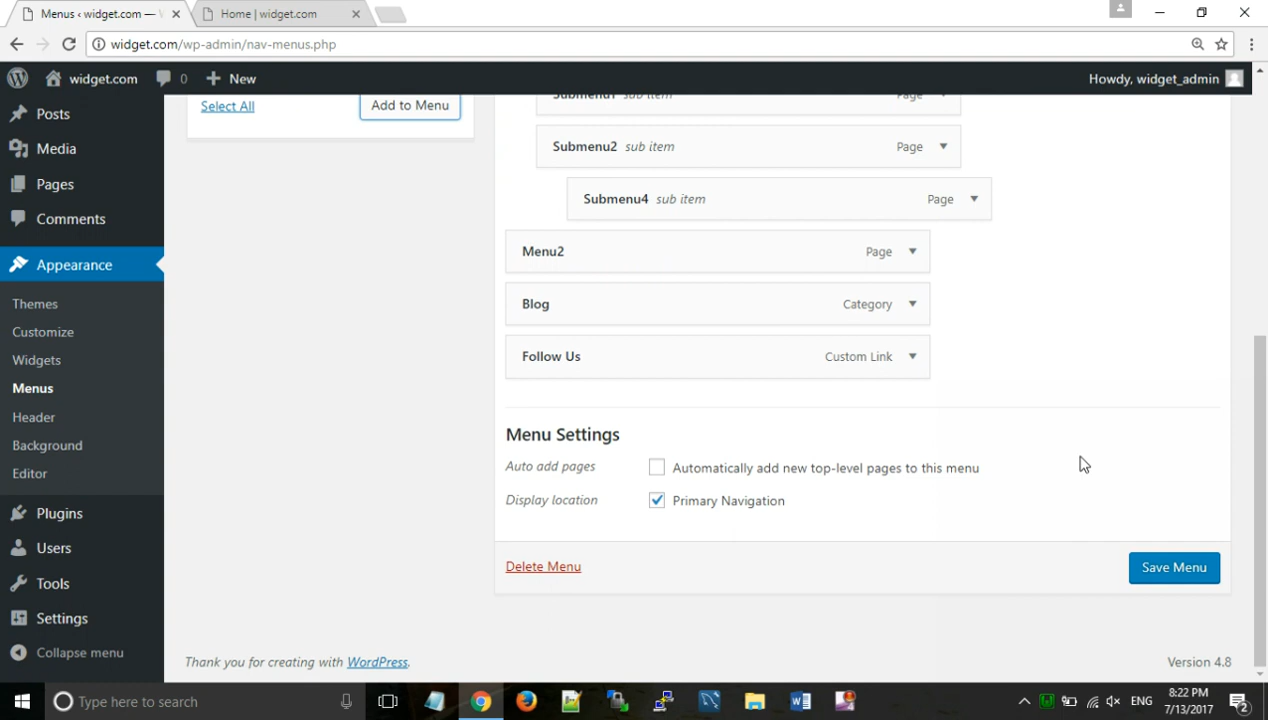 Menus ‹ widget.com — W
Home | widget.com
widget.com/wp-admin/nav-menus.php
widget.com
0
New
Howdy, widget_admin
Posts
Media
Pages
Comments
Appearance
Themes
Customize
Widgets
Menus
Header
Background
Editor
Plugins
Users
Tools
Settings
Collapse menu
Select All
Add to Menu
Submenu1 sub item Page
Submenu2 sub item Page
Submenu4 sub item Page
Menu2 Page
Blog Category
Follow Us Custom Link
Menu Settings
Auto add pages Automatically add new top-level pages to this menu
Display location Primary Navigation
Delete Menu
Save Menu
Thank you for creating with WordPress.
Version 4.8
Type here to search
ENG
8:22 PM
7/13/2017
2